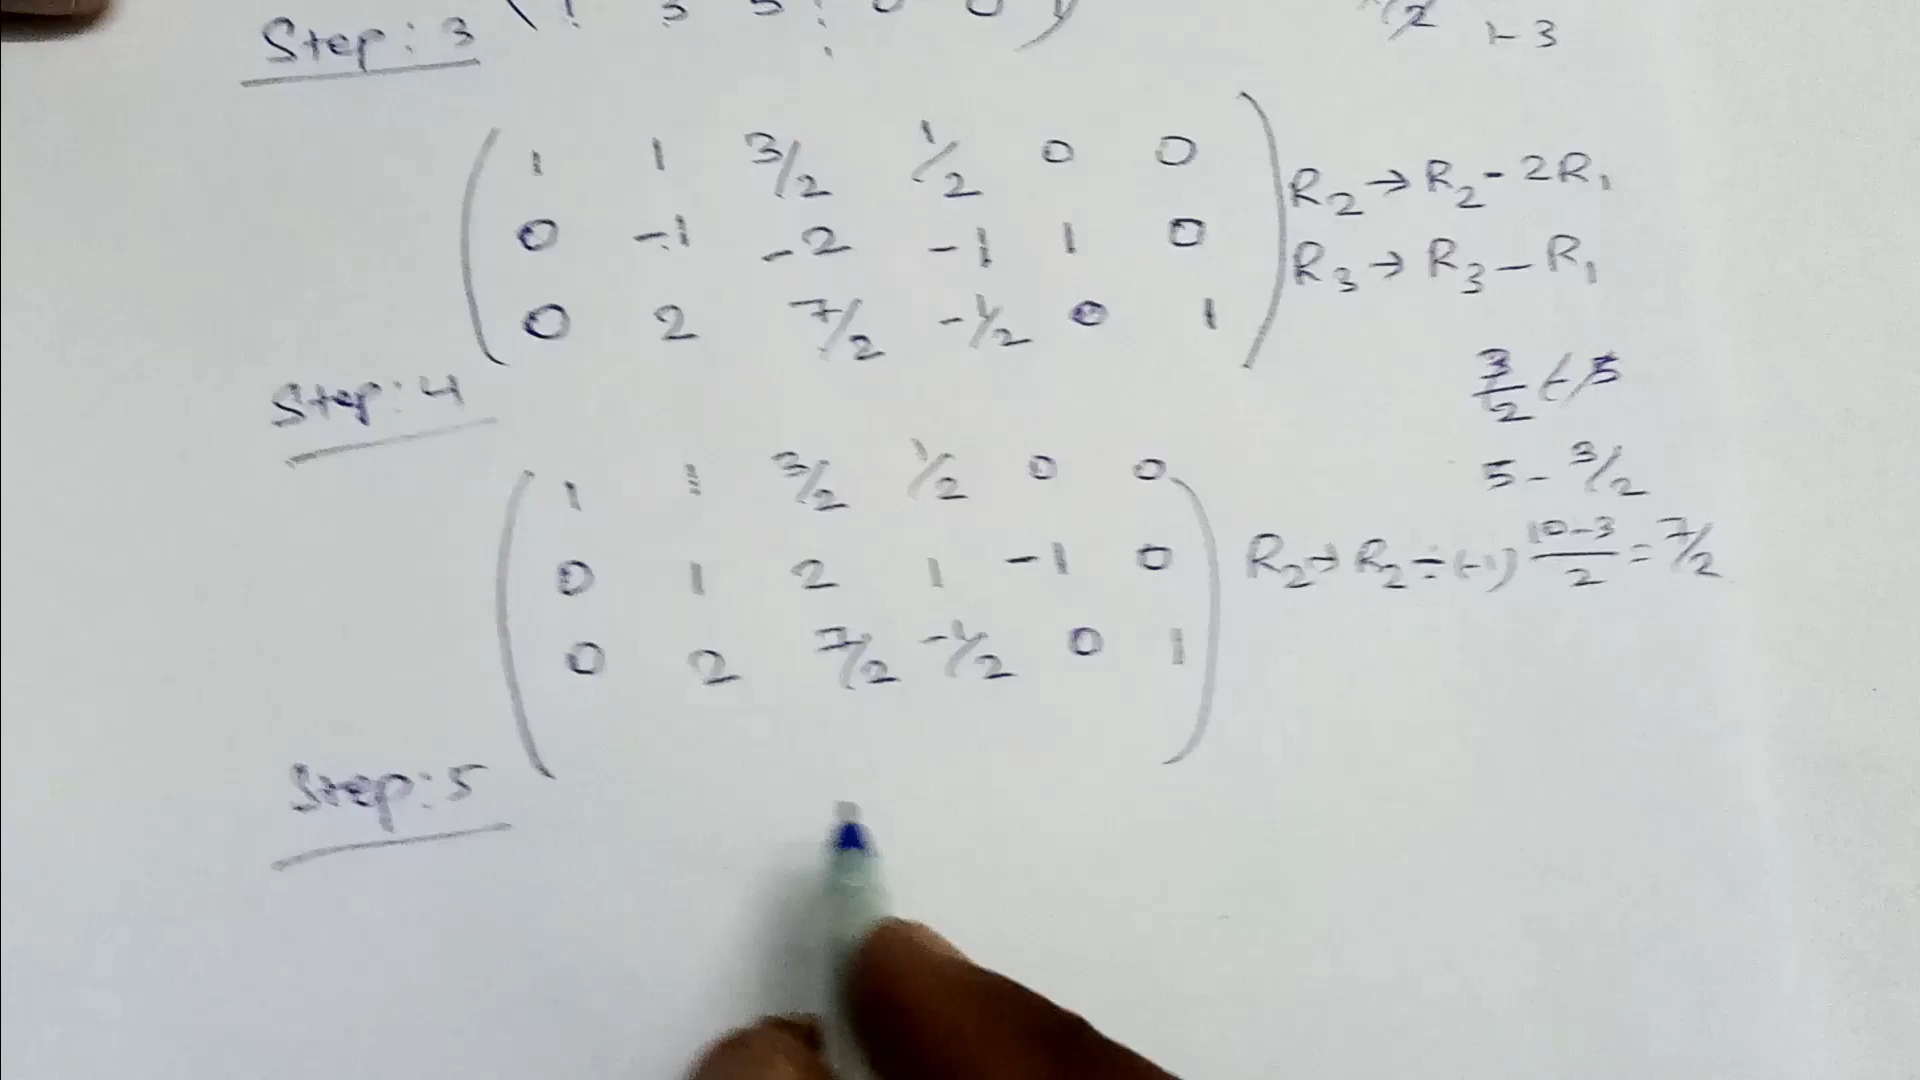 Step: 3
1 1 3/2 1/2 0 0 R2 → R2 - 2R1
0 -1 -2 -1 1 0 R3 → R3 - R1
0 2 7/2 -1/2 0 1
Step: 4
5 - 3/2
1 1 3/2 1/2 0 0
0 1 2 1 -1 0 R2 → R2 ÷ (-1) 10-3/2 = 7/2
0 2 7/2 -1/2 0 1
Step: 5